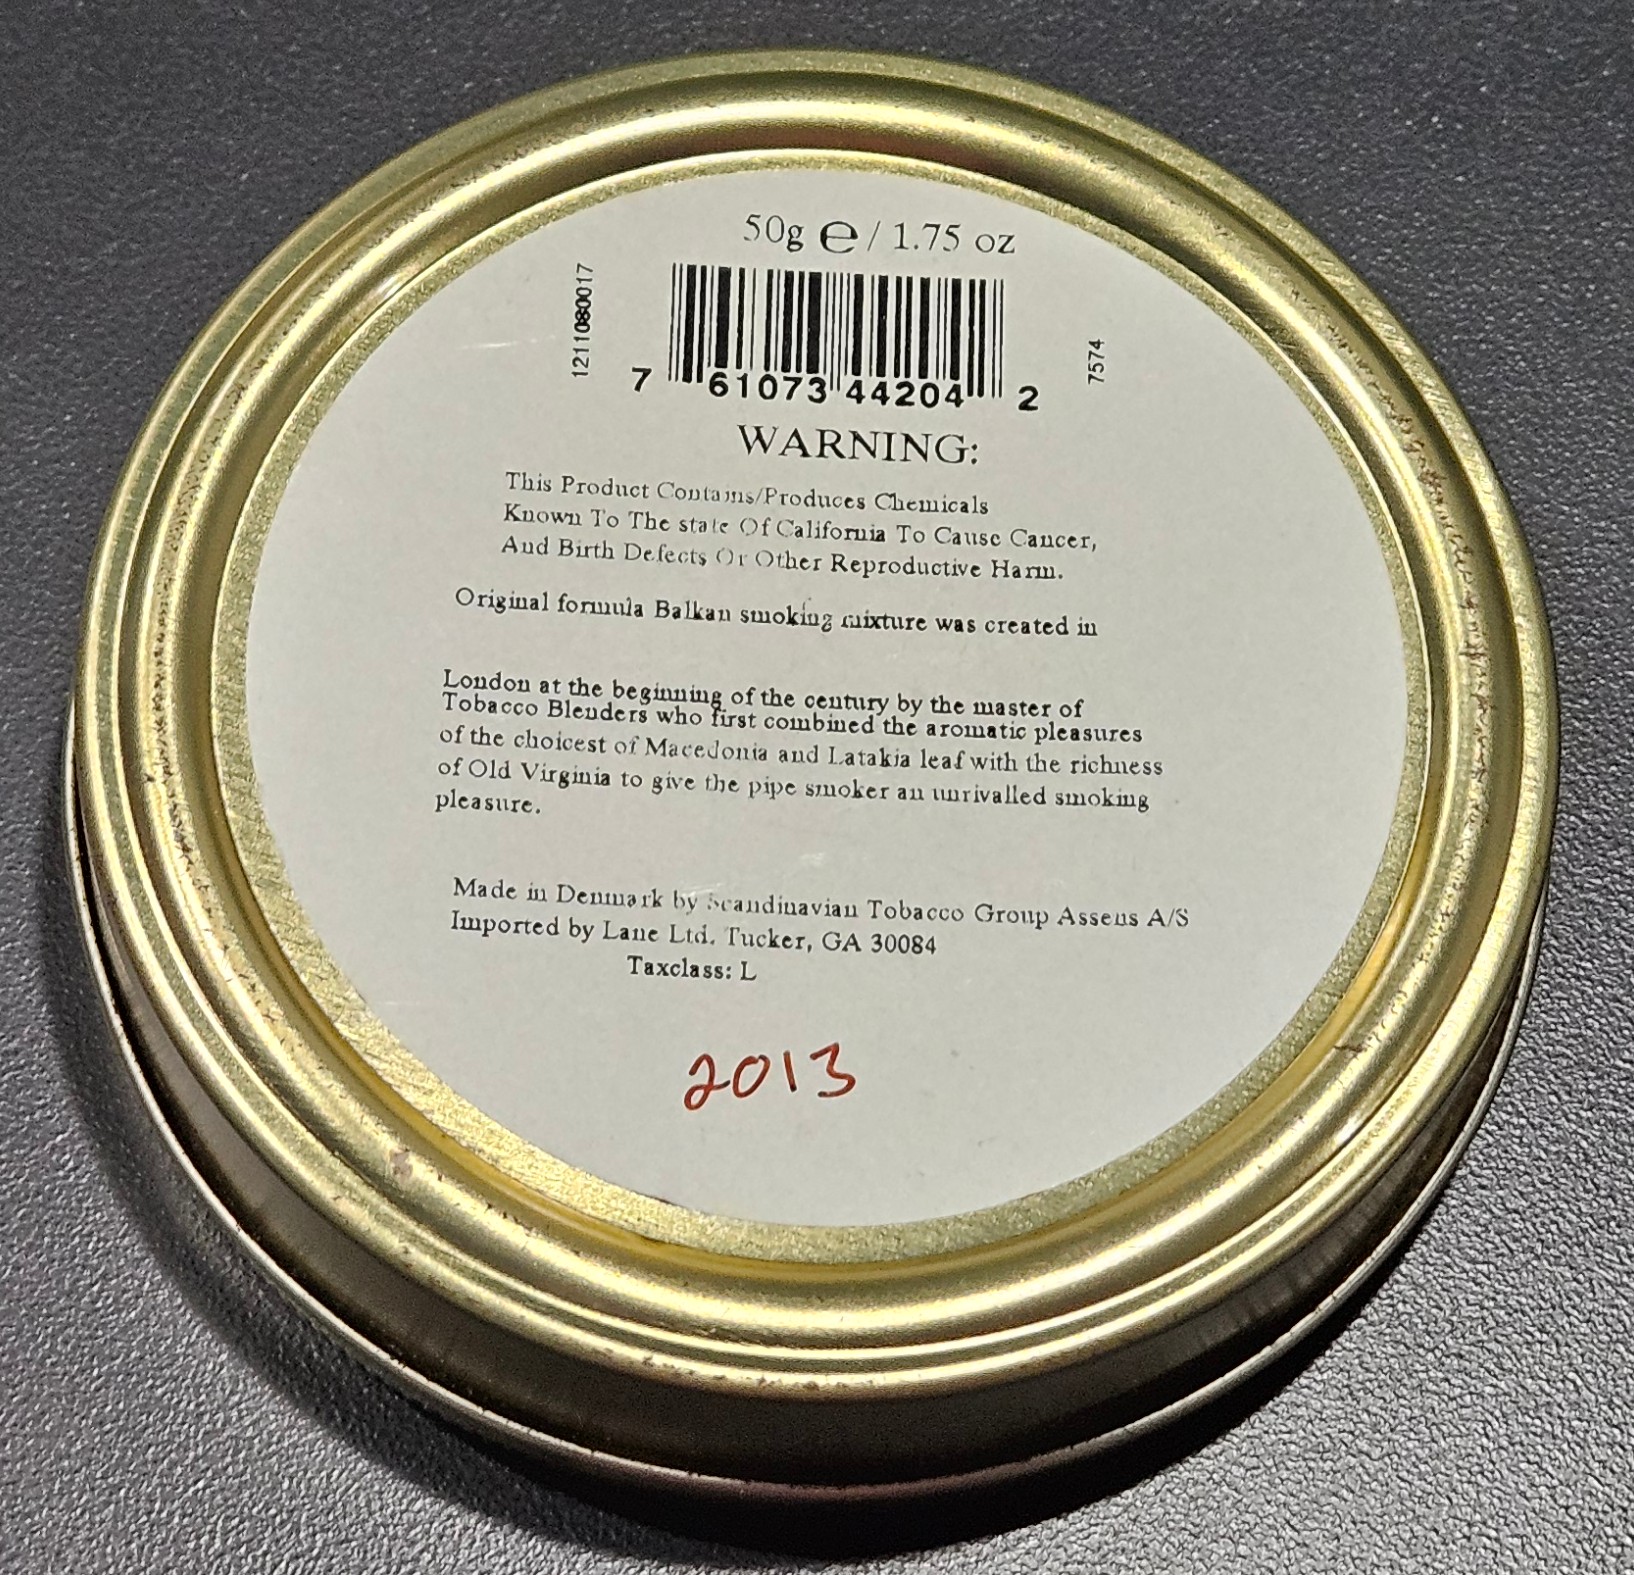 50g ℮ / 1.75 oz
1211080017
7 61073 44204 2
7574
WARNING:
This Product Contains/Produces Chemicals
Known To The state Of California To Cause Cancer,
And Birth Defects Or Other Reproductive Harm.
Original formula Balkan smoking mixture was created in
London at the beginning of the century by the master of
Tobacco Blenders who first combined the aromatic pleasures
of the choicest of Macedonia and Latakia leaf with the richness
of Old Virginia to give the pipe smoker an unrivalled smoking
pleasure.
Made in Denmark by Scandinavian Tobacco Group Assens A/S
Imported by Lane Ltd. Tucker, GA 30084
Taxclass: L
2013